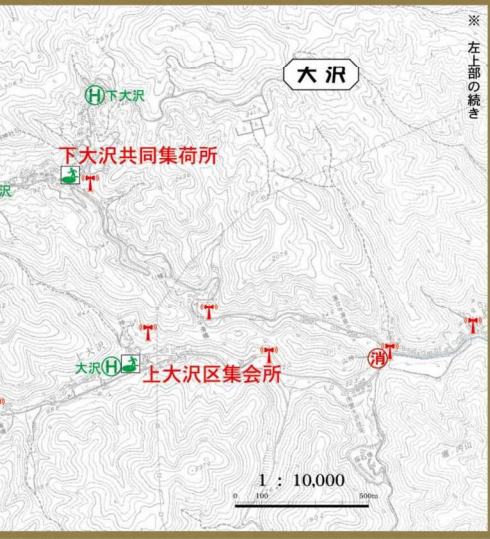 ※ 左上部の続き
大沢
H 下大沢
下大沢共同集荷所
沢
大沢 H
上大沢区集会所
消
1 : 10,000
0 100 500m